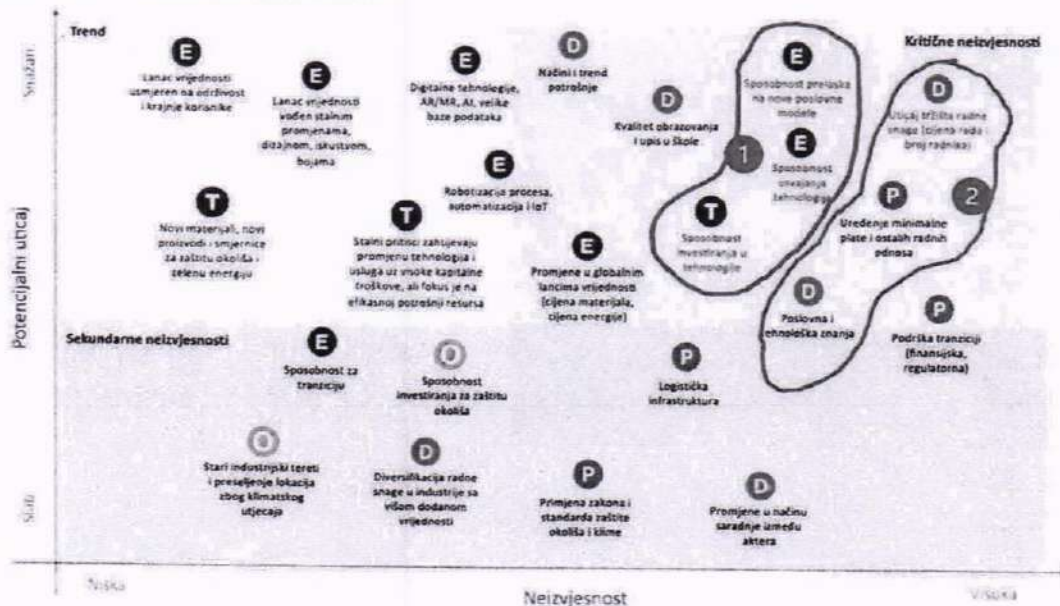 Trend
Kritične neizvjesnosti
Snažan
Potencijalni uticaj
Slab
E
Lanac vrijednosti
usmjeren na održivost
i krajnje korisnike
E
Lanac vrijednosti
vođen stalnim
promjenama,
dizajnom, iskustvom,
bojama
E
Digitalne tehnologije,
AR/MR, AI, velike
baze podataka
D
Načini i trend
potrošnje
D
Kvalitet obrazovanja
i upis u škole
E
Sposobnost prelaska
na nove poslovne
modele
D
Uticaj tržišta radne
snage (cijena rada i
broj radnika)
1
E
Sposobnost
usvajanja
tehnologije
E
Robotizacija procesa,
automatizacija i IoT
T
Novi materijali, novi
proizvodi i smjernice
za zaštitu okoliša i
zelenu energiju
T
Stalni pritisci zahtijevaju
promjenu tehnologija i
usluga uz visoke kapitalne
troškove, ali fokus je na
efikasnoj potrošnji resursa
E
Promjene u globalnim
lancima vrijednosti
(cijena materijala,
cijena energije)
T
Sposobnost
investiranja u
tehnologije
P
2
Uređenje minimalne
plate i ostalih radnih
pdnosa
D
Poslovna i
tehnološka znanja
P
Podrška tranziciji
(finansijska,
regulatorna)
Sekundarne neizvjesnosti
E
Sposobnost za
tranziciju
O
Sposobnost
investiranja za zaštitu
okoliša
P
Logistička
infrastruktura
O
Stari industrijski tereti
i preseljenje lokacija
zbog klimatskog
utjecaja
D
Diversifikacija radne
snage u industrije sa
višom dodanom
vrijednosti
P
Primjena zakona i
standarda zaštite
okoliša i klime
D
Promjene u načinu
saradnje između
aktera
Niska
Neizvjesnost
Visoka